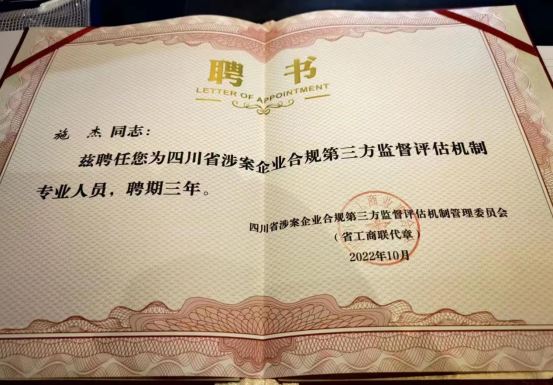 聘书
LETTER OF APPOINTMENT
施杰同志：
兹聘任您为四川省涉案企业合规第三方监督评估机制
专业人员，聘期三年。
四川省涉案企业合规第三方监督评估机制管理委员会
（省工商联代章）
2022年10月